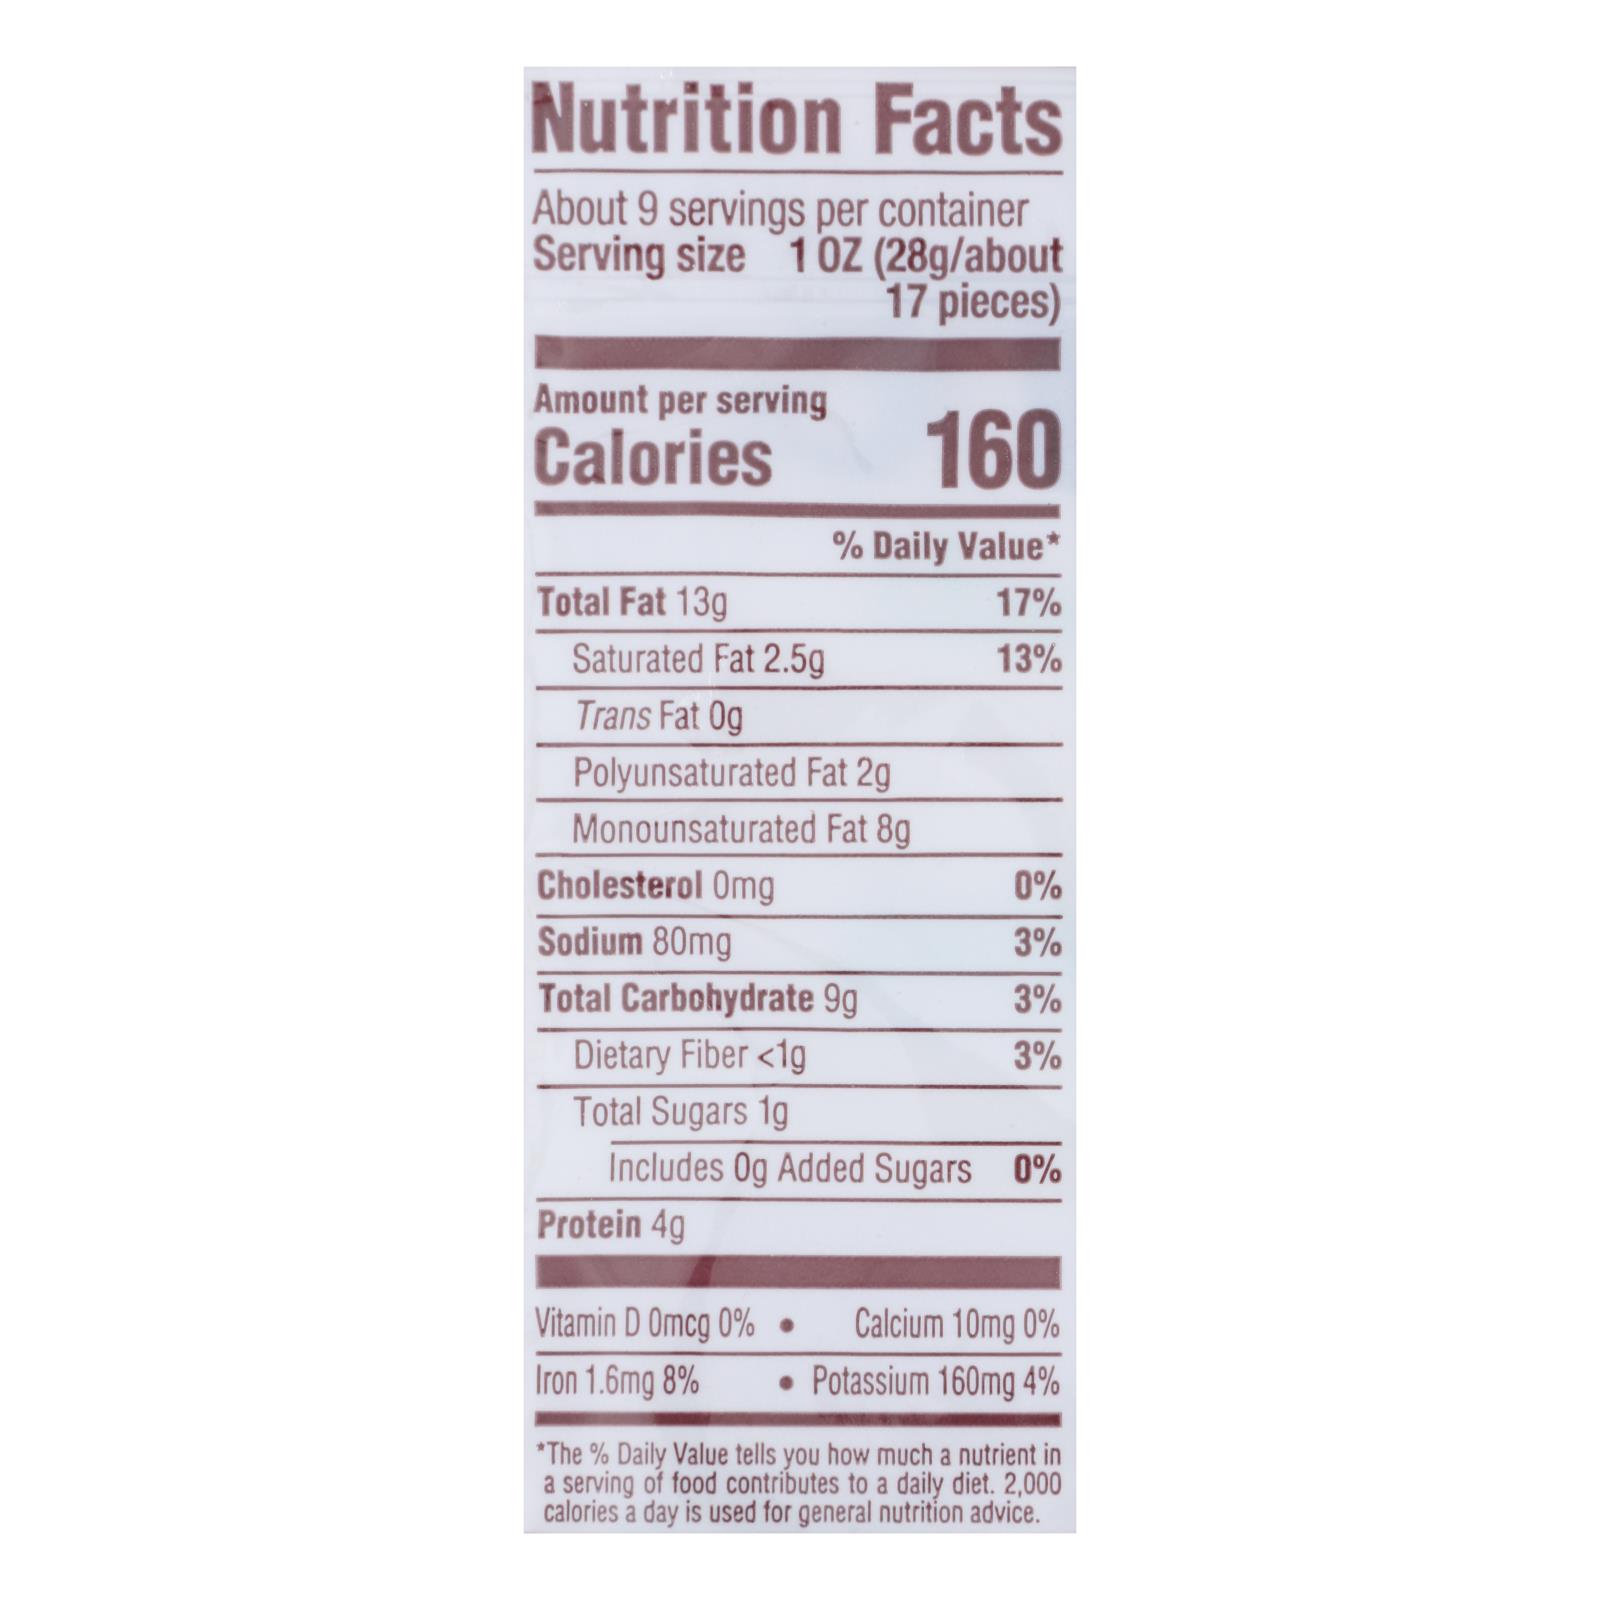 Nutrition Facts
About 9 servings per container
Serving size 1 OZ (28g/about
17 pieces)
Amount per serving
Calories 160
% Daily Value*
Total Fat 13g 17%
Saturated Fat 2.5g 13%
Trans Fat 0g
Polyunsaturated Fat 2g
Monounsaturated Fat 8g
Cholesterol 0mg 0%
Sodium 80mg 3%
Total Carbohydrate 9g 3%
Dietary Fiber <1g 3%
Total Sugars 1g
Includes 0g Added Sugars 0%
Protein 4g
Vitamin D 0mcg 0% • Calcium 10mg 0%
Iron 1.6mg 8% • Potassium 160mg 4%
*The % Daily Value tells you how much a nutrient in
a serving of food contributes to a daily diet. 2,000
calories a day is used for general nutrition advice.